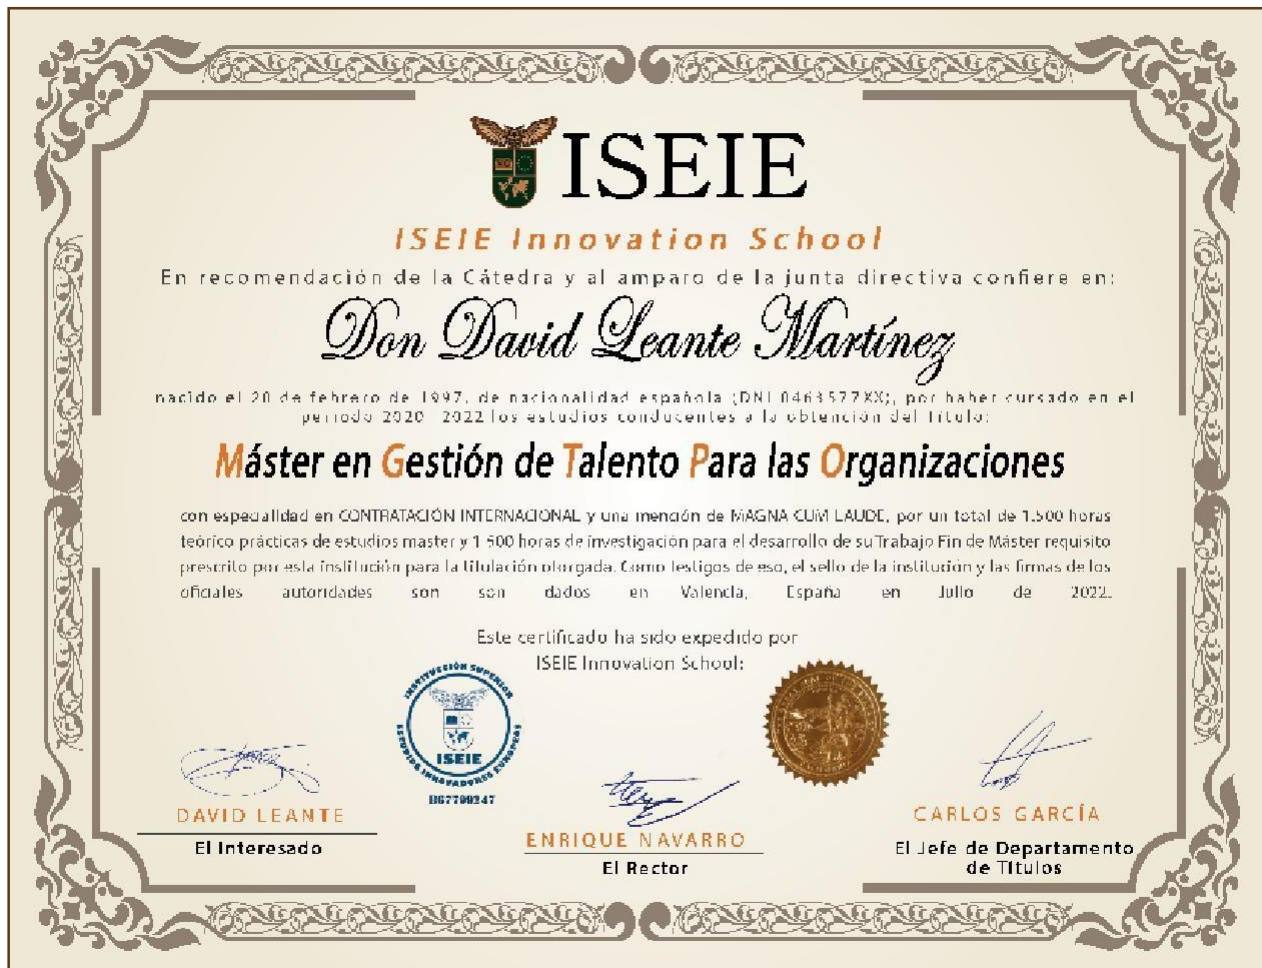 ISEIE
ISEIE Innovation School
En recomendación de la Cátedra y al amparo de la junta directiva confiere en:
Don David Leante Martínez
nacido el 20 de febrero de 1997, de nacionalidad española (DNI 0463577XX), por haber cursado en el
periodo 2020 2022 los estudios conducentes a la obtención del título:
Máster en Gestión de Talento Para las Organizaciones
con especialidad en CONTRATACIÓN INTERNACIONAL y una mención de MAGNA CUM LAUDE, por un total de 1.500 horas
teórico prácticas de estudios master y 1 500 horas de investigación para el desarrollo de su Trabajo Fin de Máster requisito
prescrito por esta institución para la titulación otorgada. Como testigos de eso, el sello de la institución y las firmas de los
oficiales autoridades son son dados en Valencia, España en Julio de 2022.
Este certificado ha sido expedido por
ISEIE Innovation School:
INSTITUCIÓN SUPERIOR
ESTUDIOS INNOVADORES EUROPEOS
ISEIE
B67799247
DAVID LEANTE
El Interesado
ENRIQUE NAVARRO
El Rector
CARLOS GARCÍA
El Jefe de Departamento
de Títulos